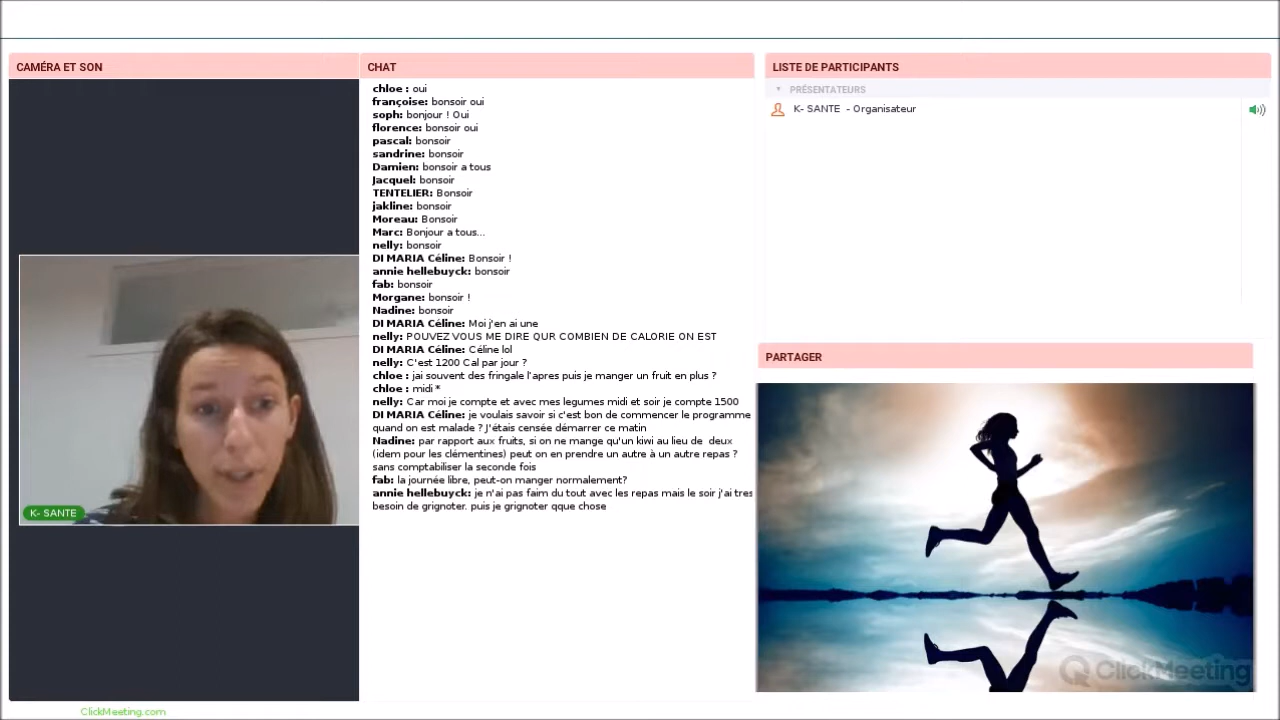 CAMÉRA ET SON
K- SANTE
CHAT
chloe : oui
françoise: bonsoir oui
soph: bonjour ! Oui
florence: bonsoir oui
pascal: bonsoir
sandrine: bonsoir
Damien: bonsoir a tous
Jacquel: bonsoir
TENTELIER: Bonsoir
jakline: bonsoir
Moreau: Bonsoir
Marc: Bonjour a tous...
nelly: bonsoir
DI MARIA Céline: Bonsoir !
annie hellebuyck: bonsoir
fab: bonsoir
Morgane: bonsoir !
Nadine: bonsoir
DI MARIA Céline: Moi j'en ai une
nelly: POUVEZ VOUS ME DIRE QUR COMBIEN DE CALORIE ON EST
DI MARIA Céline: Céline lol
nelly: C'est 1200 Cal par jour ?
chloe : jai souvent des fringale l'apres puis je manger un fruit en plus ?
chloe : midi *
nelly: Car moi je compte et avec mes legumes midi et soir je compte 1500
DI MARIA Céline: je voulais savoir si c'est bon de commencer le programme
quand on est malade ? J'étais censée démarrer ce matin
Nadine: par rapport aux fruits, si on ne mange qu'un kiwi au lieu de deux
(idem pour les clémentines) peut on en prendre un autre à un autre repas ?
sans comptabiliser la seconde fois
fab: la journée libre, peut-on manger normalement?
annie hellebuyck: je n'ai pas faim du tout avec les repas mais le soir j'ai tres
besoin de grignoter. puis je grignoter qque chose
LISTE DE PARTICIPANTS
PRÉSENTATEURS
K- SANTE - Organisateur
PARTAGER
ClickMeeting
ClickMeeting.com